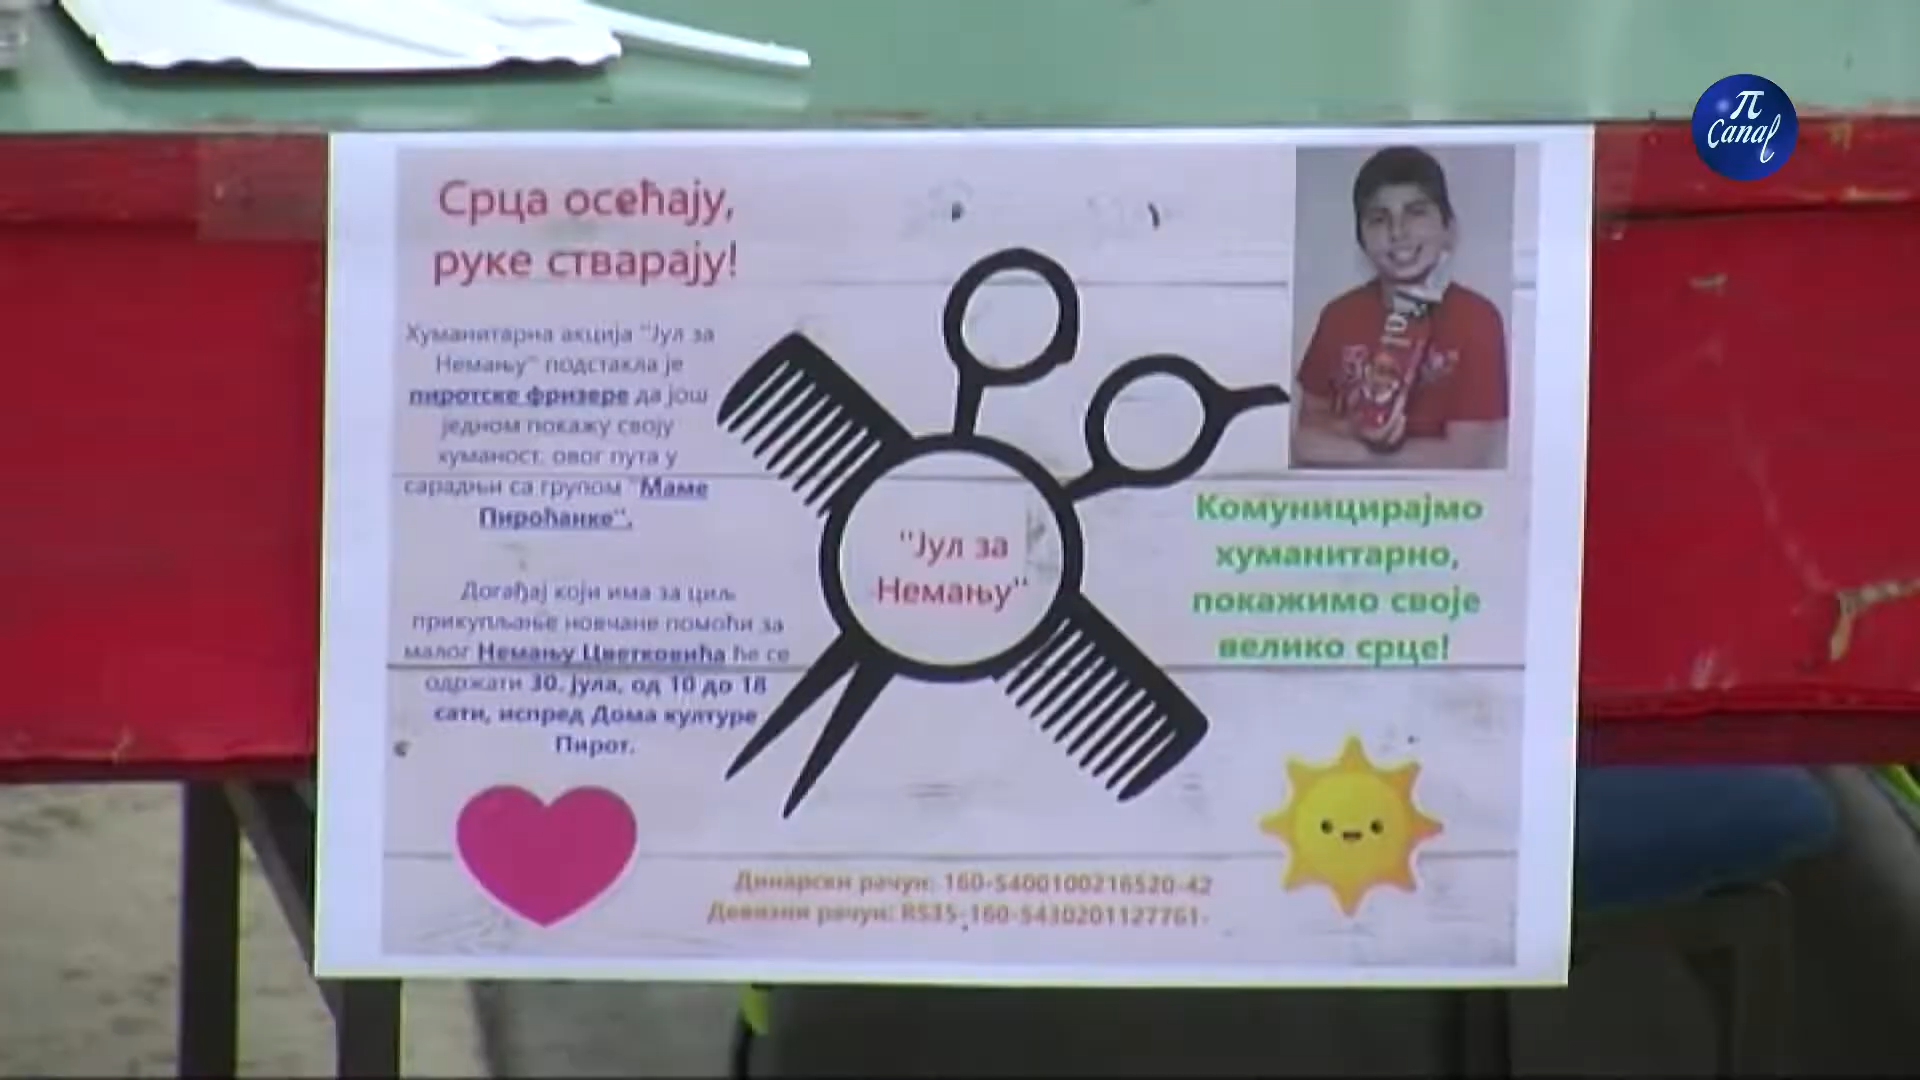 π
Canal
Срца осећају,
руке стварају!
Хуманитарна акција "Јул за
Немању" подстакла је
пиротске фризере да још
једном покажу своју
хуманост, овог пута у
сарадњи са групом "Маме
Пироћанке".
Догађај који има за циљ
прикупљање новчане помоћи за
малог Немању Цветковића ће се
одржати 30. јула, од 10 до 18
сати, испред Дома културе
Пирот.
"Јул за
Немању"
Комуницирајмо
хуманитарно,
покажимо своје
велико срце!
Динарски рачун: 160-5400100216520-42
Девизни рачун: RS35-160-5430201127761-